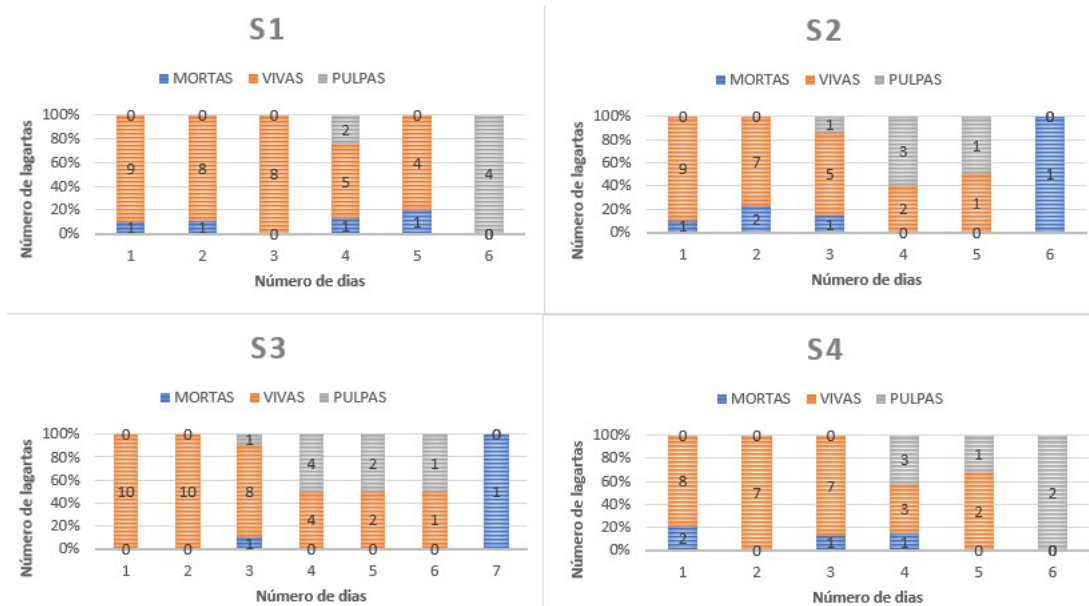 S1
MORTAS VIVAS PULPAS
Número de lagartas
100%
80%
60%
40%
20%
0%
0 0 0 2 0 4
9 8 8 5 4
1 1 0 1 1 0
1 2 3 4 5 6
Número de dias
S2
MORTAS VIVAS PULPAS
Número de lagartas
100%
80%
60%
40%
20%
0%
0 0 1 3 1 0
9 7 5 2 1
1 2 1 0 0 1
1 2 3 4 5 6
Número de dias
S3
MORTAS VIVAS PULPAS
Número de lagartas
100%
80%
60%
40%
20%
0%
0 0 1 4 2 1 0
10 10 8 4 2 1
0 0 1 0 0 0 1
1 2 3 4 5 6 7
Número de dias
S4
MORTAS VIVAS PULPAS
Número de lagartas
100%
80%
60%
40%
20%
0%
0 0 0 3 1 2
8 7 7 3 2
2 0 1 1 0 0
1 2 3 4 5 6
Número de dias